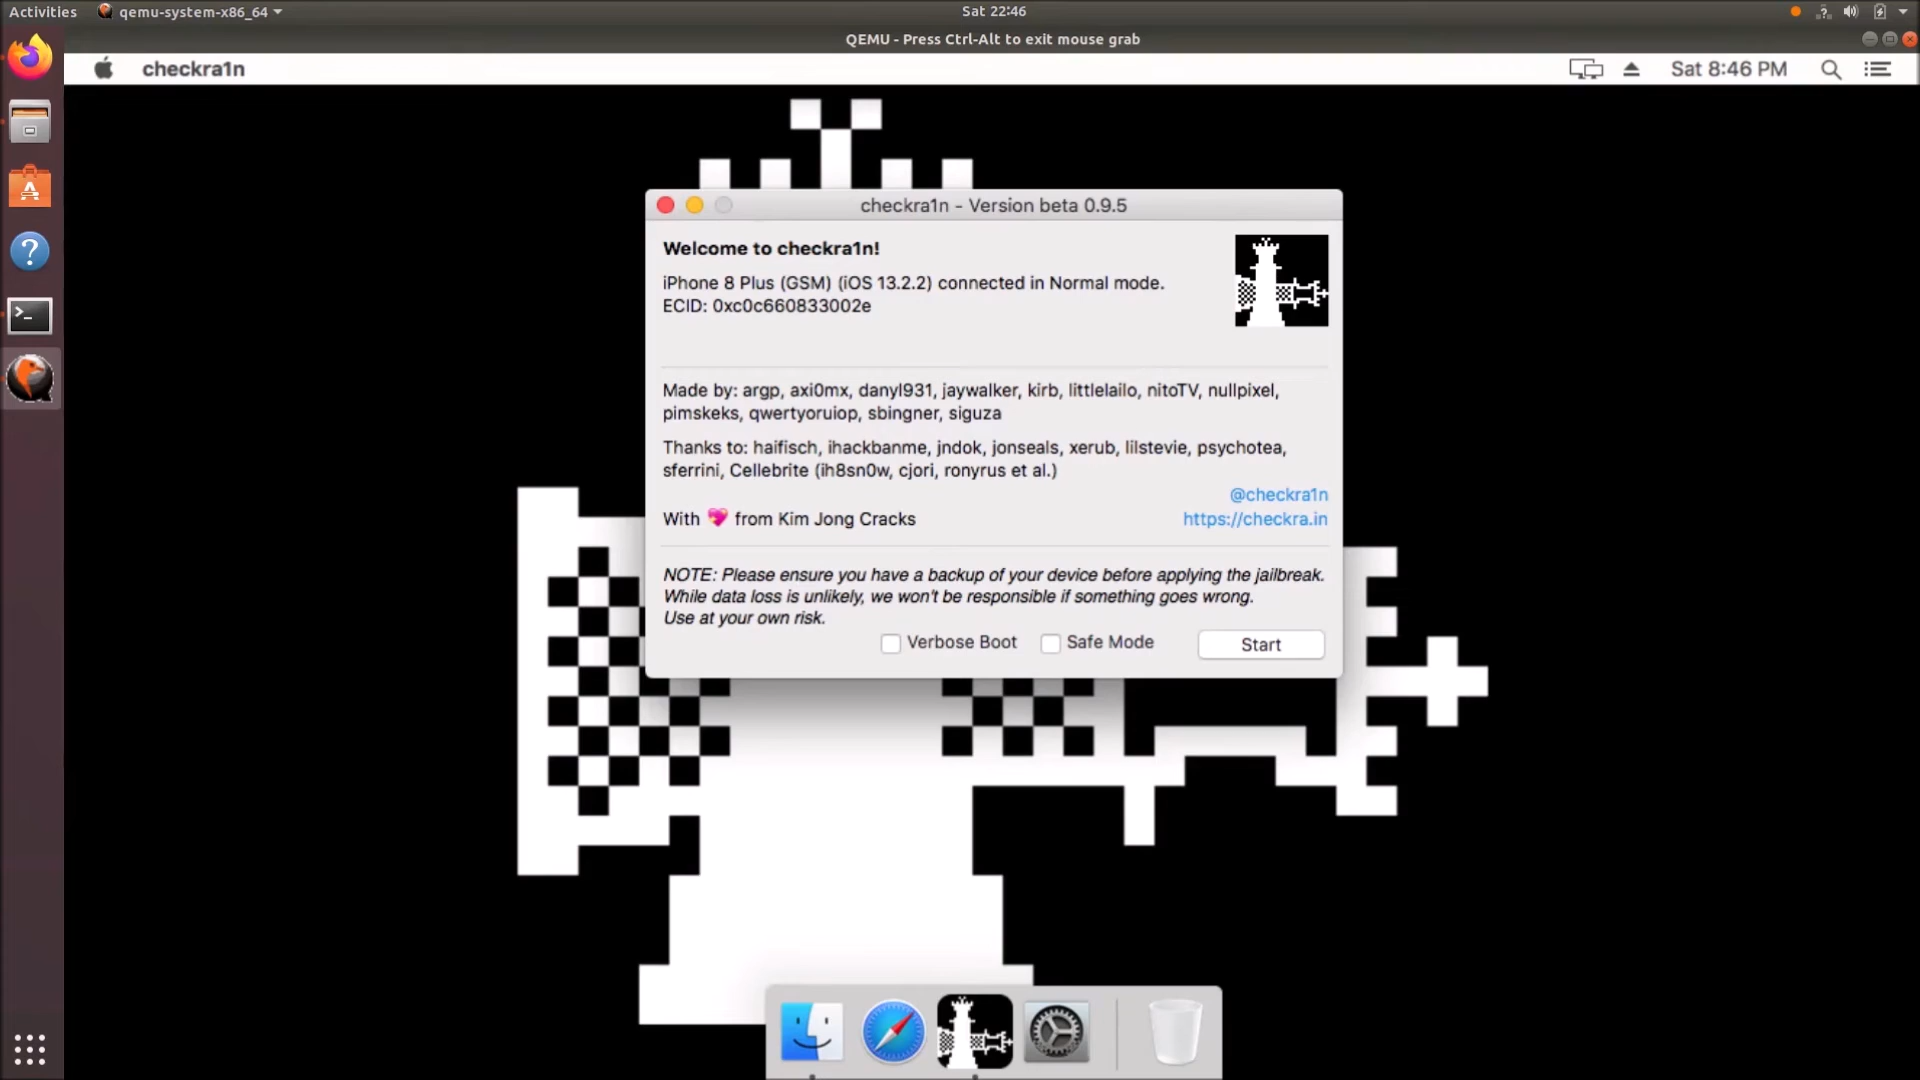 Activities
qemu-system-x86_64
Sat 22:46
QEMU - Press Ctrl-Alt to exit mouse grab
checkra1n
Sat 8:46 PM
checkra1n - Version beta 0.9.5
Welcome to checkra1n!
iPhone 8 Plus (GSM) (iOS 13.2.2) connected in Normal mode.
ECID: 0xc0c660833002e
Made by: argp, axi0mx, danyl931, jaywalker, kirb, littlelailo, nitoTV, nullpixel,
pimskeks, qwertyoruiop, sbingner, siguza
Thanks to: haifisch, ihackbanme, jndok, jonseals, xerub, lilstevie, psychotea,
sferrini, Cellebrite (ih8sn0w, cjori, ronyrus et al.)
@checkra1n
With 💖 from Kim Jong Cracks
https://checkra.in
NOTE: Please ensure you have a backup of your device before applying the jailbreak.
While data loss is unlikely, we won't be responsible if something goes wrong.
Use at your own risk.
Verbose Boot
Safe Mode
Start